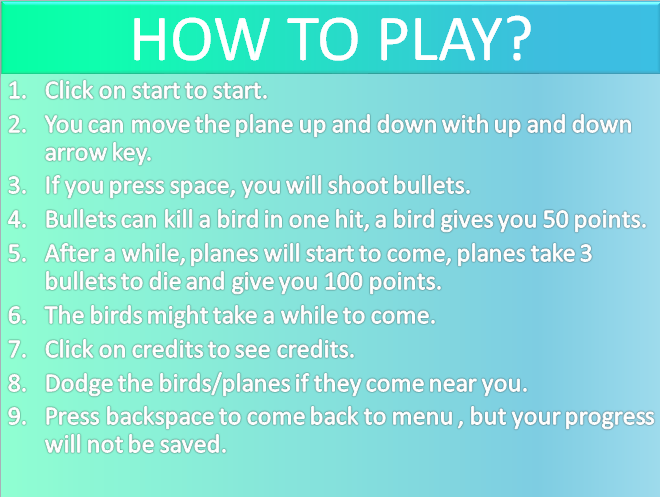 HOW TO PLAY?
1. Click on start to start.
2. You can move the plane up and down with up and down
arrow key.
3. If you press space, you will shoot bullets.
4. Bullets can kill a bird in one hit, a bird gives you 50 points.
5. After a while, planes will start to come, planes take 3
bullets to die and give you 100 points.
6. The birds might take a while to come.
7. Click on credits to see credits.
8. Dodge the birds/planes if they come near you.
9. Press backspace to come back to menu , but your progress
will not be saved.